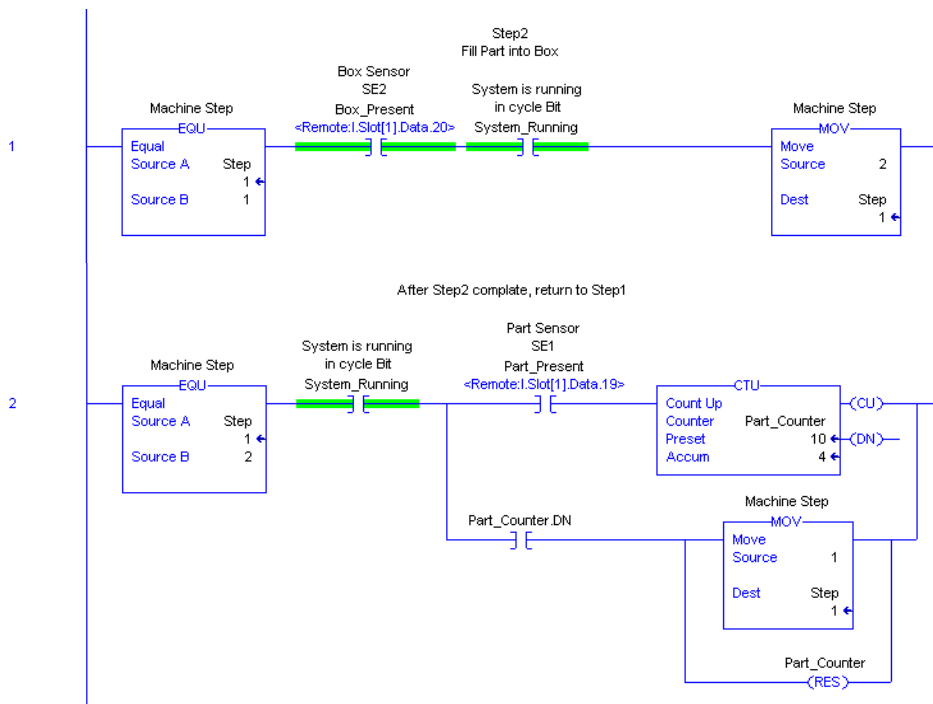 Step2
Fill Part into Box
Box Sensor
SE2
Box_Present
<Remote:I.Slot[1].Data.20>
System is running
in cycle Bit
System_Running
Machine Step
EQU
Equal
Source A Step
1
Source B 1
Machine Step
MOV
Move
Source 2
Dest Step
1
1
After Step2 complate, return to Step1
Part Sensor
SE1
Part_Present
<Remote:I.Slot[1].Data.19>
System is running
in cycle Bit
System_Running
Machine Step
EQU
Equal
Source A Step
1
Source B 2
2
CTU
Count Up
Counter Part_Counter
Preset 10
Accum 4
(CU)
(DN)
Part_Counter.DN
Machine Step
MOV
Move
Source 1
Dest Step
1
Part_Counter
(RES)